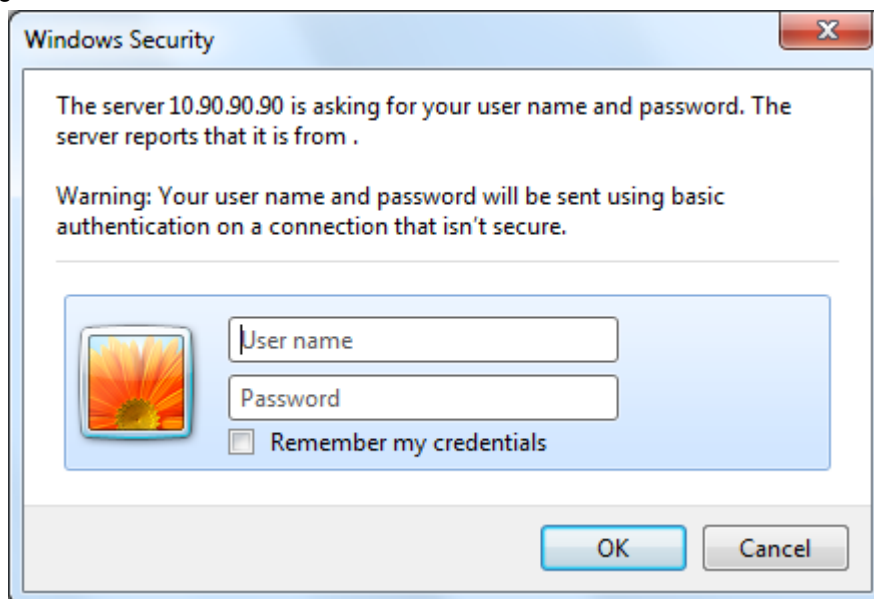 Windows Security
The server 10.90.90.90 is asking for your user name and password. The
server reports that it is from .
Warning: Your user name and password will be sent using basic
authentication on a connection that isn't secure.
User name
Password
Remember my credentials
OK
Cancel